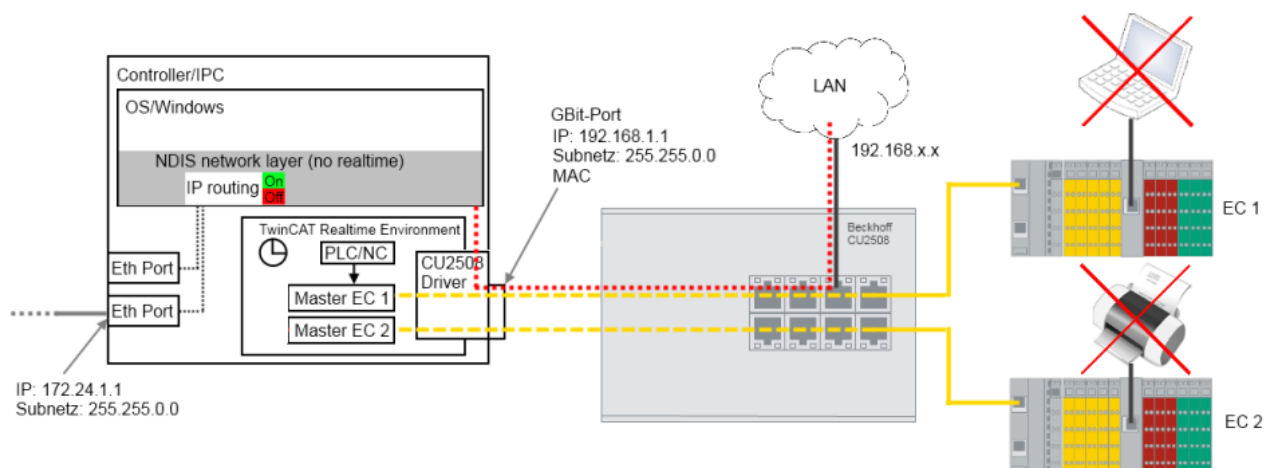 Controller/IPC
OS/Windows
NDIS network layer (no realtime)
IP routing
On
Off
TwinCAT Realtime Environment
PLC/NC
CU2508
Driver
Master EC 1
Master EC 2
Eth Port
Eth Port
IP: 172.24.1.1
Subnetz: 255.255.0.0
GBit-Port
IP: 192.168.1.1
Subnetz: 255.255.0.0
MAC
LAN
192.168.x.x
Beckhoff
CU2508
EC 1
EC 2